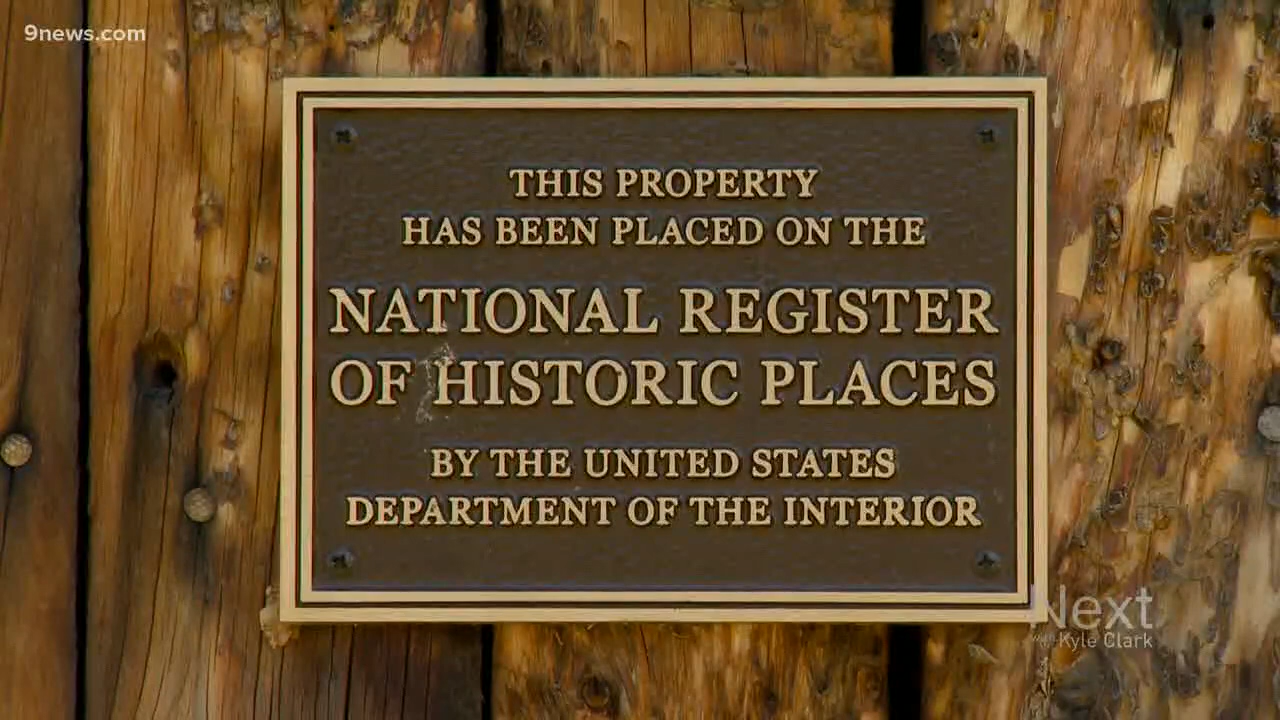 9news.com
THIS PROPERTY
HAS BEEN PLACED ON THE
NATIONAL REGISTER
OF HISTORIC PLACES
BY THE UNITED STATES
DEPARTMENT OF THE INTERIOR
Next
with Kyle Clark